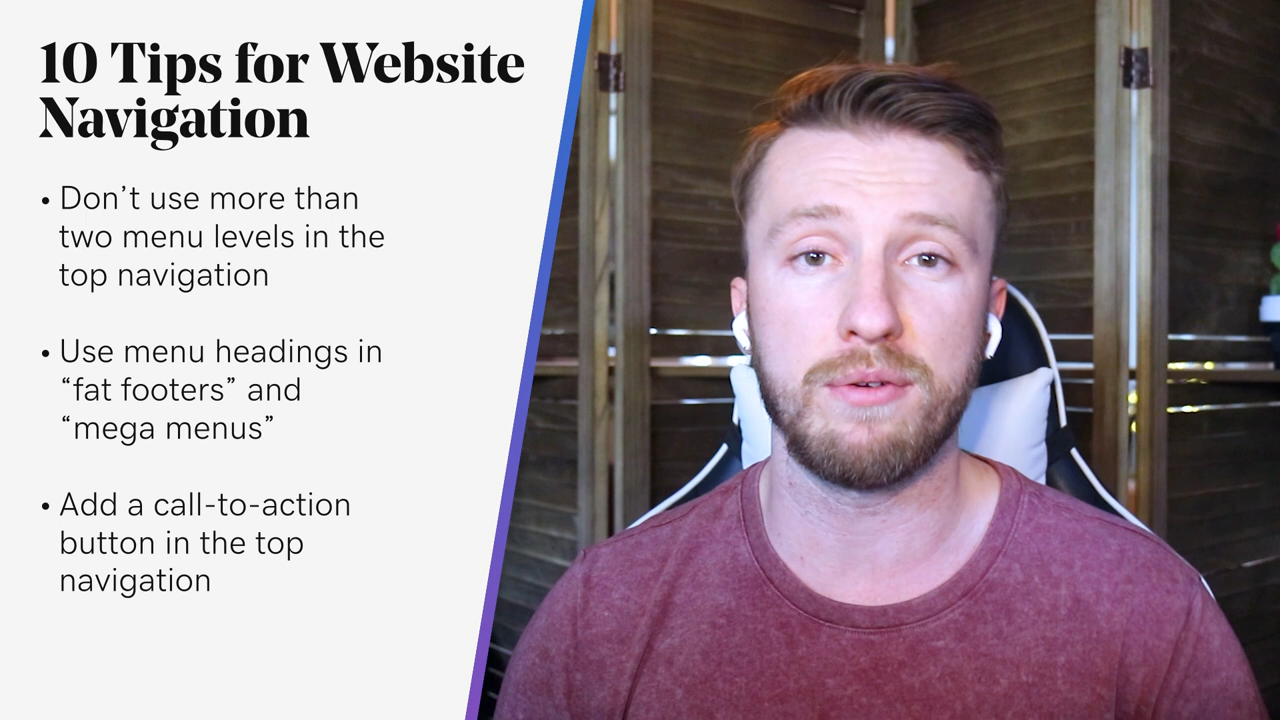 10 Tips for Website
Navigation
• Don’t use more than
two menu levels in the
top navigation
• Use menu headings in
“fat footers” and
“mega menus”
• Add a call-to-action
button in the top
navigation